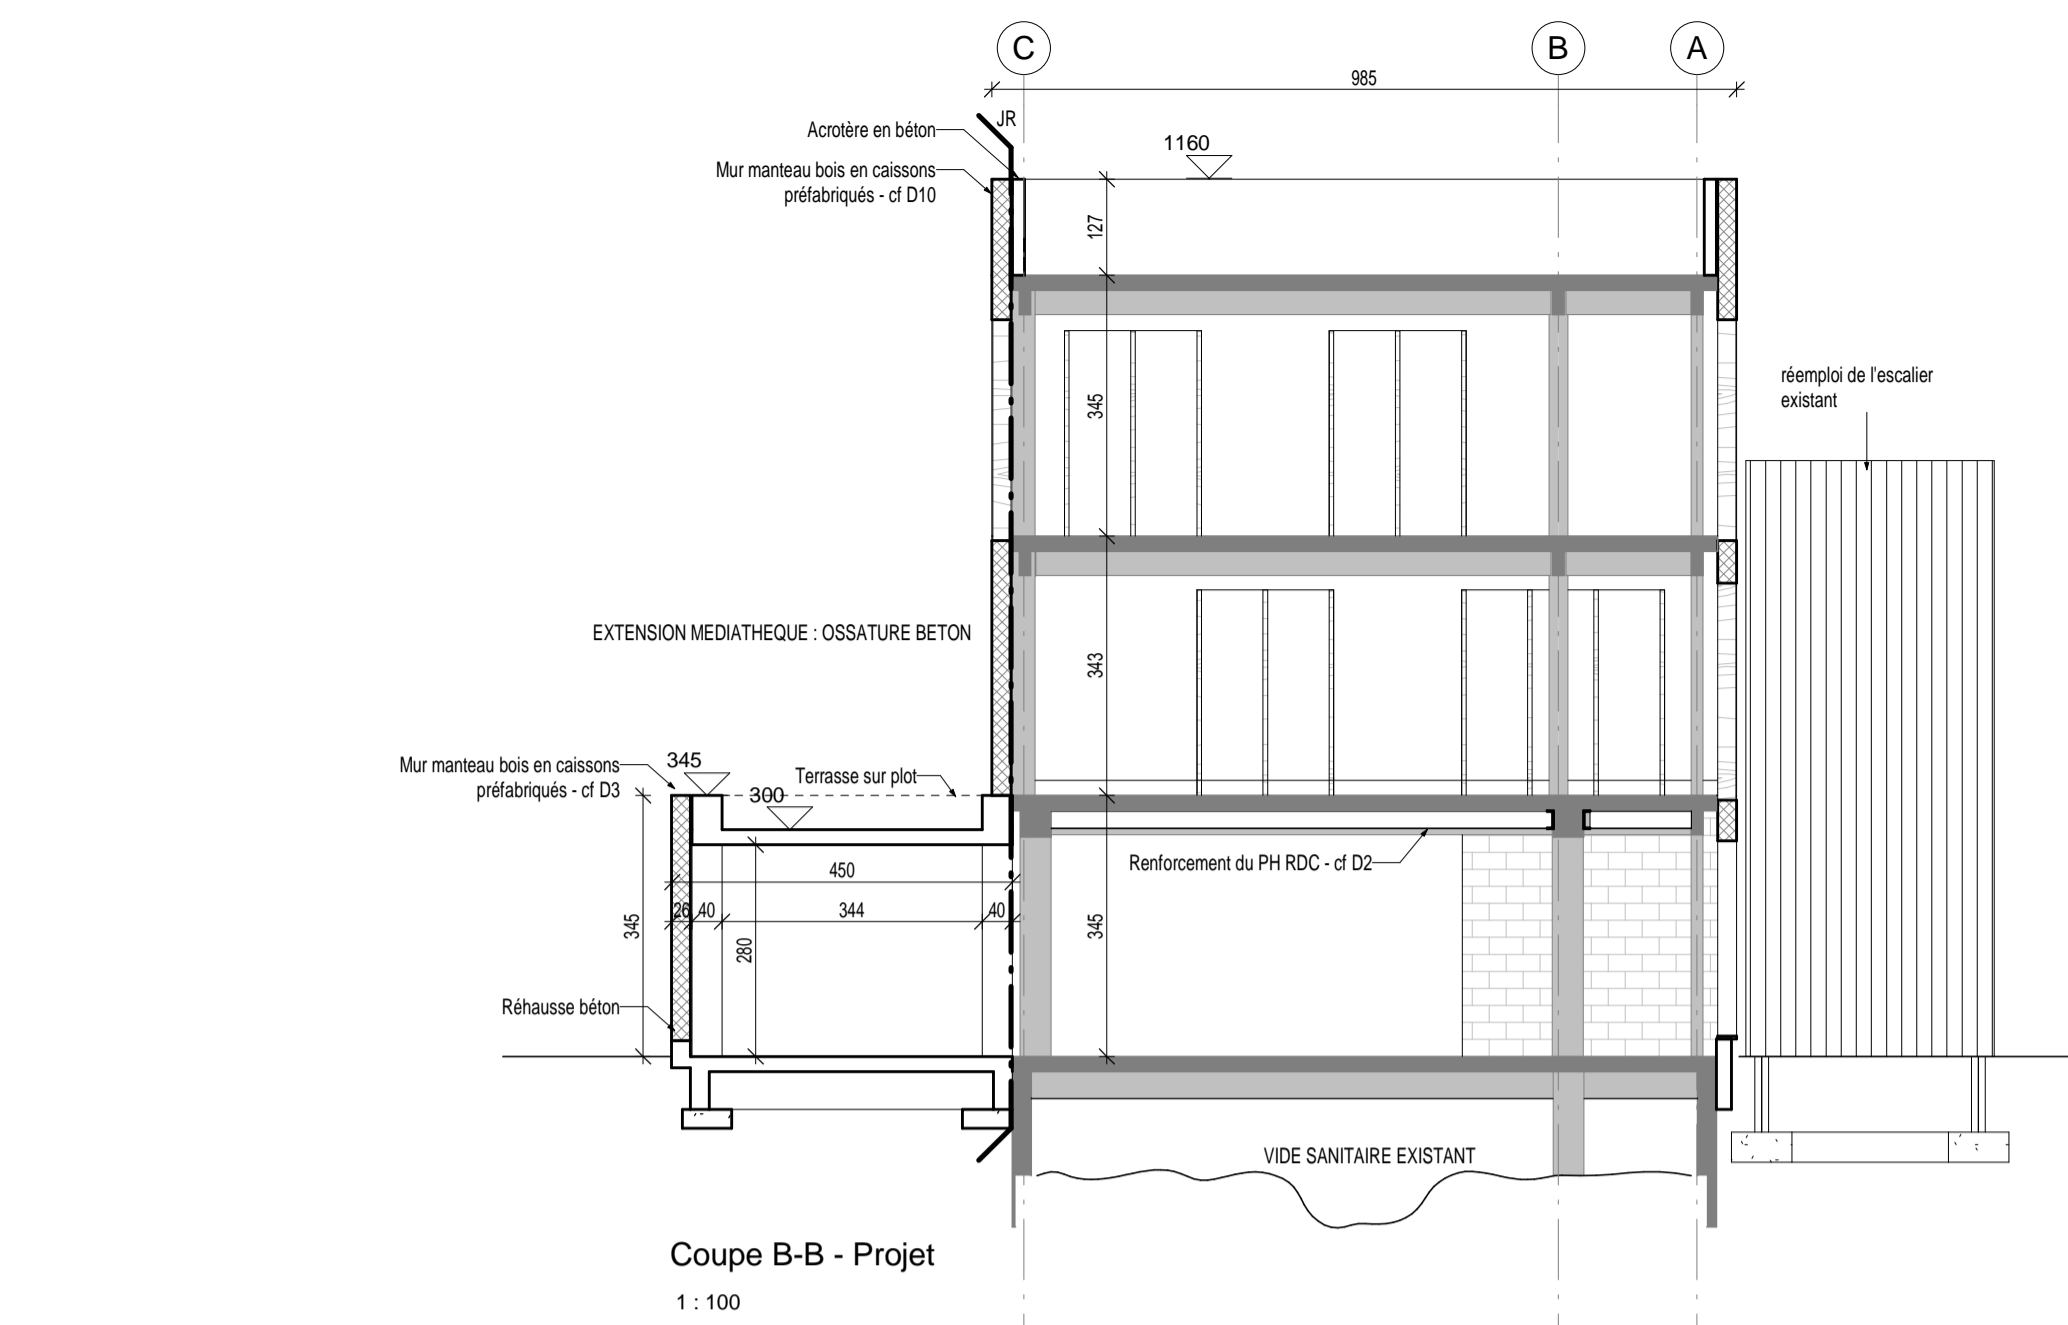 C
B
A
985
JR
Acrotère en béton
1160
Mur manteau bois en caissons
préfabriqués - cf D10
127
réemploi de l'escalier
existant
345
EXTENSION MEDIATHEQUE : OSSATURE BETON
343
Mur manteau bois en caissons
préfabriqués - cf D3
345
Terrasse sur plot
300
Renforcement du PH RDC - cf D2
450
26
40
344
40
345
280
345
Réhausse béton
VIDE SANITAIRE EXISTANT
Coupe B-B - Projet
1 : 100